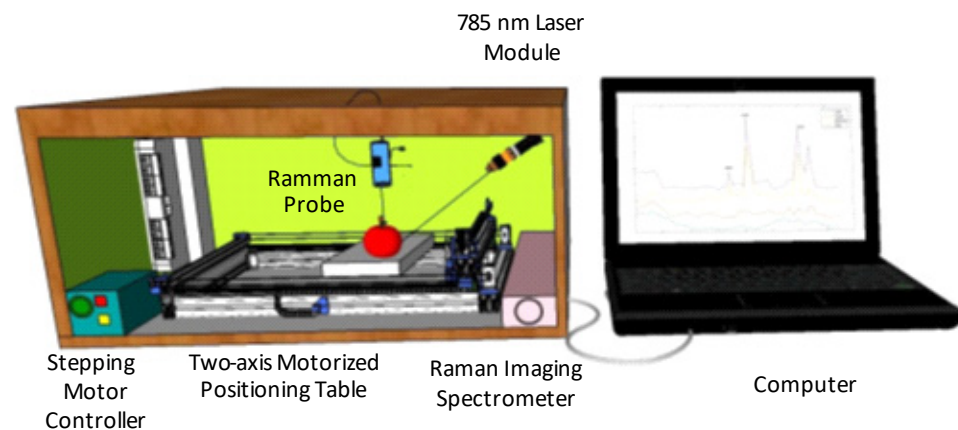 785 nm Laser
Module
Ramman
Probe
Stepping
Motor
Controller
Two-axis Motorized
Positioning Table
Raman Imaging
Spectrometer
Computer